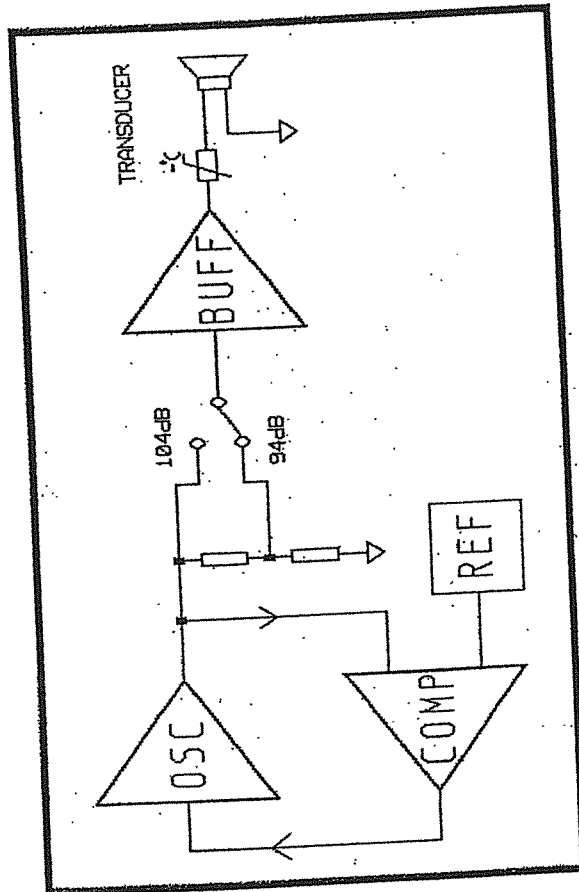 TRANSDUCER
-°C
BUFF
104dB
94dB
OSC
COMP
REF